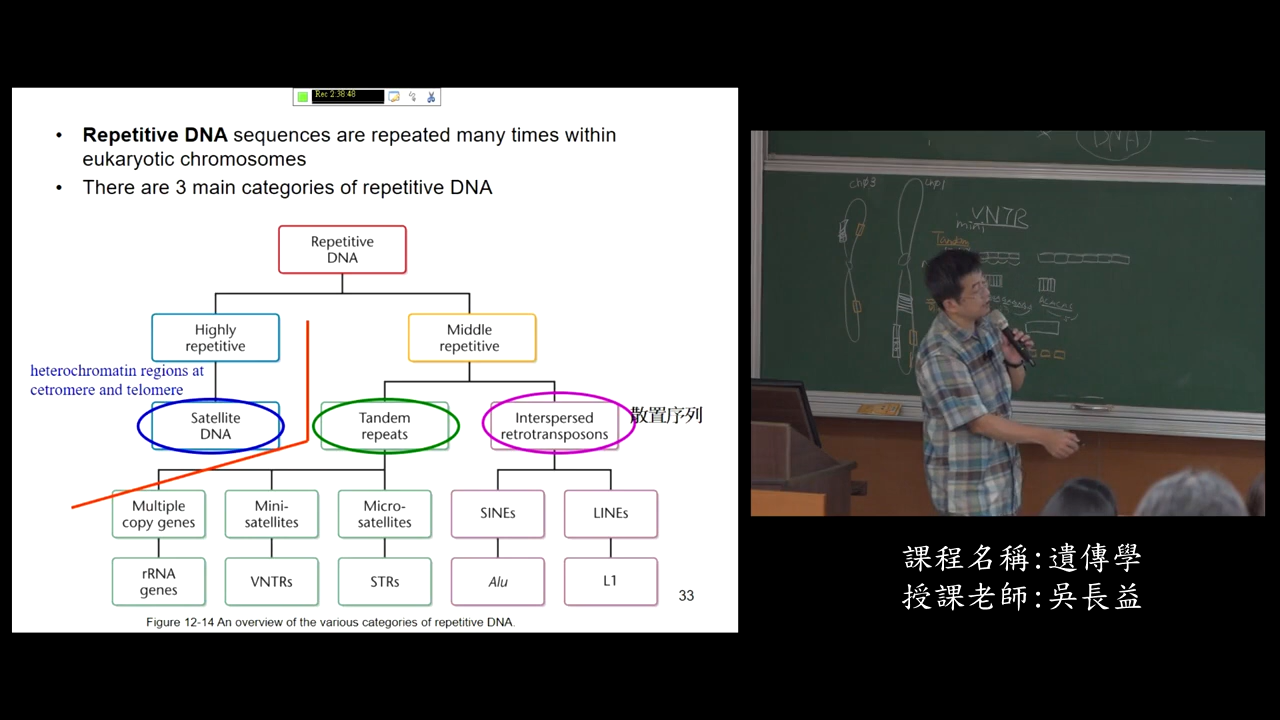 Rec 2:38:48
• Repetitive DNA sequences are repeated many times within
eukaryotic chromosomes
• There are 3 main categories of repetitive DNA
Repetitive
DNA
Highly
repetitive
Middle
repetitive
heterochromatin regions at
cetromere and telomere
Satellite
DNA
Tandem
repeats
Interspersed
retrotransposons
散置序列
Multiple
copy genes
Mini-
satellites
Micro-
satellites
SINEs
LINEs
rRNA
genes
VNTRs
STRs
Alu
L1
33
Figure 12-14 An overview of the various categories of repetitive DNA.
DNA
VNTR
mini
Tandem
課程名稱:遺傳學
授課老師:吳長益